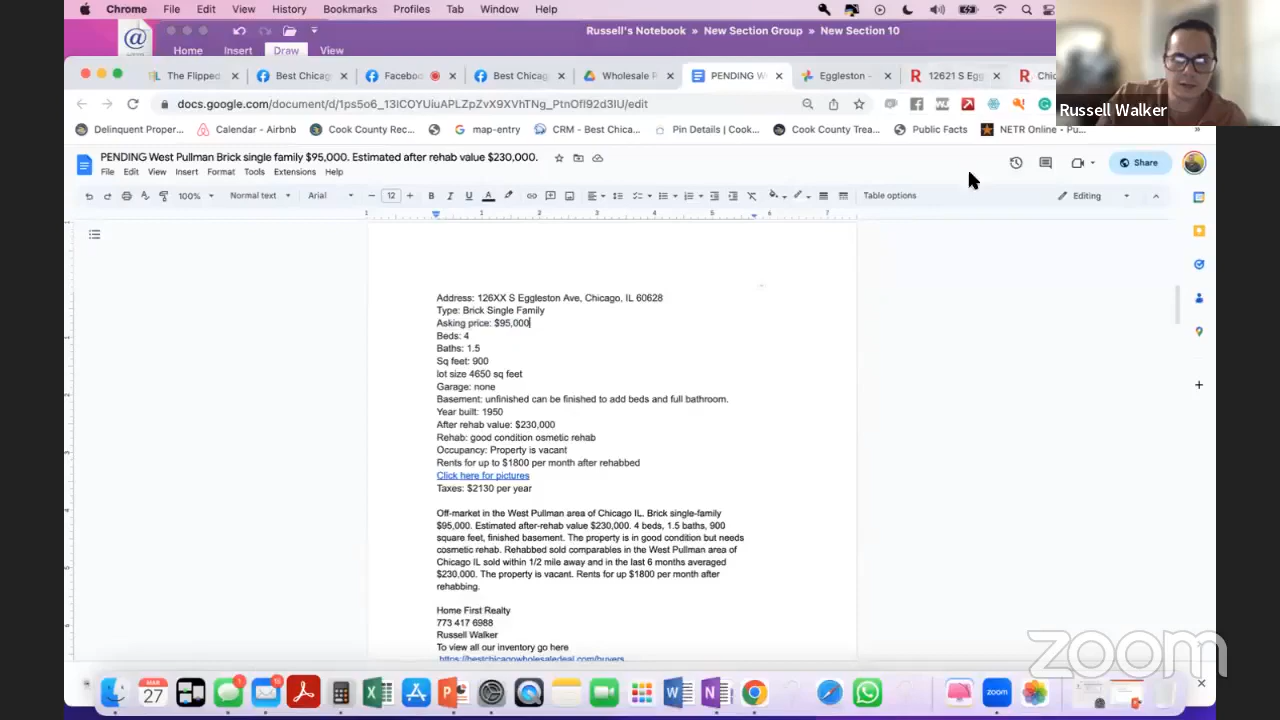 Chrome File Edit View History Bookmarks Profiles Tab Window Help
Russell's Notebook » New Section Group » New Section 10
Home Insert Draw View
The Flipped Best Chicag Faceboo Best Chicag Wholesale R PENDING W Eggleston - 12621 S Egg Chi
docs.google.com/document/d/1ps5o6_13ICOYUiuAPLZpZvX9XVhTNg_PtnOfI92d3IU/edit
Delinquent Proper... Calendar - Airbnb Cook County Rec... map-entry CRM - Best Chica... Pin Details | Cook... Cook County Trea... Public Facts NETR Online - Pu...
Russell Walker
PENDING West Pullman Brick single family $95,000. Estimated after rehab value $230,000.
File Edit View Insert Format Tools Extensions Help
Share
100% Normal text Arial 12 B I U A Table options Editing
Address: 126XX S Eggleston Ave, Chicago, IL 60628
Type: Brick Single Family
Asking price: $95,000
Beds: 4
Baths: 1.5
Sq feet: 900
lot size 4650 sq feet
Garage: none
Basement: unfinished can be finished to add beds and full bathroom.
Year built: 1950
After rehab value: $230,000
Rehab: good condition osmetic rehab
Occupancy: Property is vacant
Rents for up to $1800 per month after rehabbed
Click here for pictures
Taxes: $2130 per year
Off-market in the West Pullman area of Chicago IL. Brick single-family
$95,000. Estimated after-rehab value $230,000. 4 beds, 1.5 baths, 900
square feet, finished basement. The property is in good condition but needs
cosmetic rehab. Rehabbed sold comparables in the West Pullman area of
Chicago IL sold within 1/2 mile away and in the last 6 months averaged
$230,000. The property is vacant. Rents for up $1800 per month after
rehabbing.
Home First Realty
773 417 6988
Russell Walker
To view all our inventory go here
https://bestchicagowholesaledeal.com/buyers
zoom
MAR
27
zoom